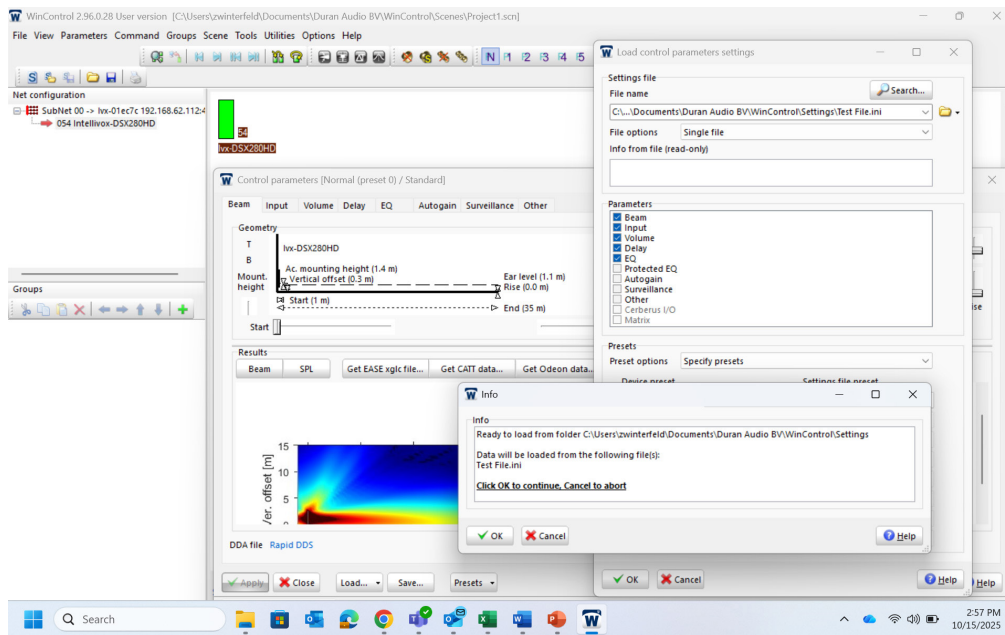 WinControl 2.96.0.28 User version [C:\Users\zwinterfeld\Documents\Duran Audio BV\WinControl\Scenes\Project1.scn]
File View Parameters Command Groups Scene Tools Utilities Options Help
N P1 P2 P3 P4 P5
Net configuration
SubNet 00 -> lvx-01ec7c 192.168.62.112:4
054 Intellivox-DSX280HD
54
lvx-DSX280HD
Groups
Control parameters [Normal (preset 0) / Standard]
Beam Input Volume Delay EQ Autogain Surveillance Other
Geometry
T
B
Mount. height
lvx-DSX280HD
Ac. mounting height (1.4 m)
Vertical offset (0.3 m)
Ear level (1.1 m)
Rise (0.0 m)
Start (1 m)
End (35 m)
Start
Results
Beam SPL Get EASE xglc file... Get CATT data... Get Odeon data...
15
10
5
0
Ver. offset [m]
DDA file Rapid DDS
Apply Close Load... Save... Presets
Help
Load control parameters settings
Settings file
File name
Search...
C:\...\Documents\Duran Audio BV\WinControl\Settings\Test File.ini
File options Single file
Info from file (read-only)
Parameters
Beam
Input
Volume
Delay
EQ
Protected EQ
Autogain
Surveillance
Other
Cerberus I/O
Matrix
Presets
Preset options Specify presets
Device preset Settings file preset
OK Cancel Help
Info
Info
Ready to load from folder C:\Users\zwinterfeld\Documents\Duran Audio BV\WinControl\Settings
Data will be loaded from the following file(s):
Test File.ini
Click OK to continue, Cancel to abort
OK Cancel Help
Search
2:57 PM
10/15/2025